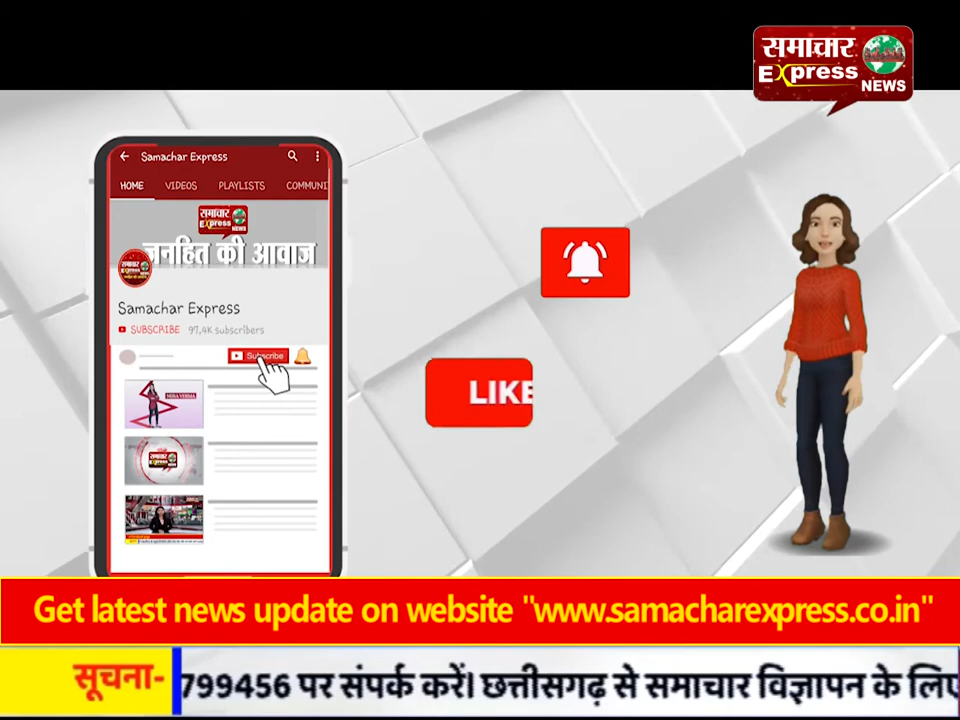 समाचार
Express
NEWS
Samachar Express
HOME VIDEOS PLAYLISTS COMMUNI
समाचार
Express
NEWS
जनहित की आवाज
Samachar Express
SUBSCRIBE 97,4K subscribers
Subscribe
LIKE
Get latest news update on website "www.samacharexpress.co.in"
सूचना- 799456 पर संपर्क करें। छत्तीसगढ़ से समाचार विज्ञापन के लिए